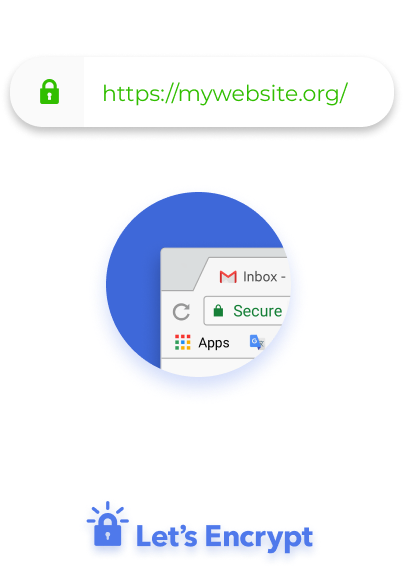 https://mywebsite.org/
Inbox -
Secure
Apps
G
Let's Encrypt